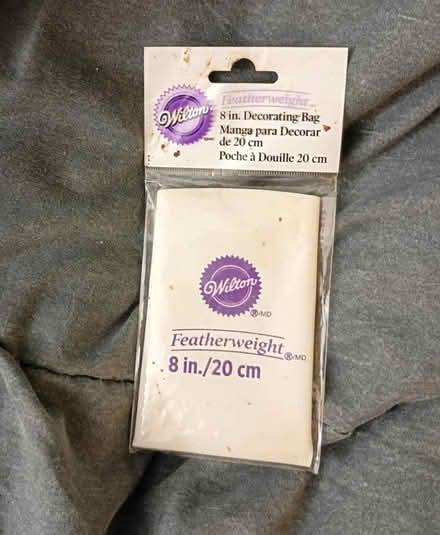 Wilton
Featherweight
8 in. Decorating Bag
Manga para Decorar
de 20 cm
Poche à Douille 20 cm
Wilton
®/MD
Featherweight ®/MD
8 in./20 cm